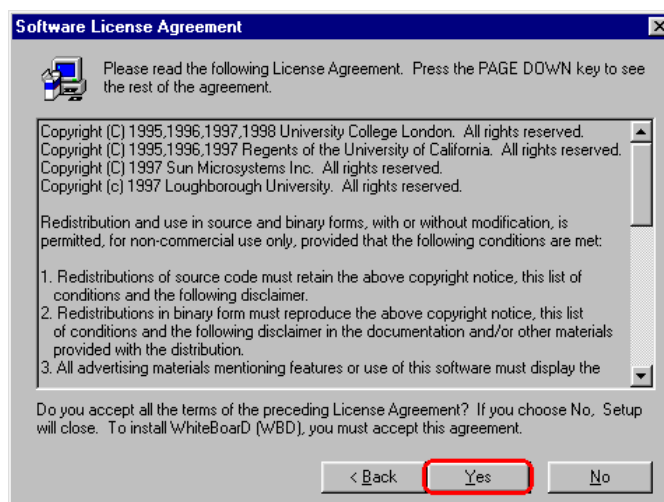 Software License Agreement
Please read the following License Agreement. Press the PAGE DOWN key to see
the rest of the agreement.
Copyright (C) 1995,1996,1997,1998 University College London. All rights reserved.
Copyright (C) 1995,1996,1997 Regents of the University of California. All rights reserved.
Copyright (C) 1997 Sun Microsystems Inc. All rights reserved.
Copyright (c) 1997 Loughborough University. All rights reserved.
Redistribution and use in source and binary forms, with or without modification, is
permitted, for non-commercial use only, provided that the following conditions are met:
1. Redistributions of source code must retain the above copyright notice, this list of
conditions and the following disclaimer.
2. Redistributions in binary form must reproduce the above copyright notice, this list
of conditions and the following disclaimer in the documentation and/or other materials
provided with the distribution.
3. All advertising materials mentioning features or use of this software must display the
Do you accept all the terms of the preceding License Agreement? If you choose No, Setup
will close. To install WhiteBoarD (WBD), you must accept this agreement.
< Back Yes No